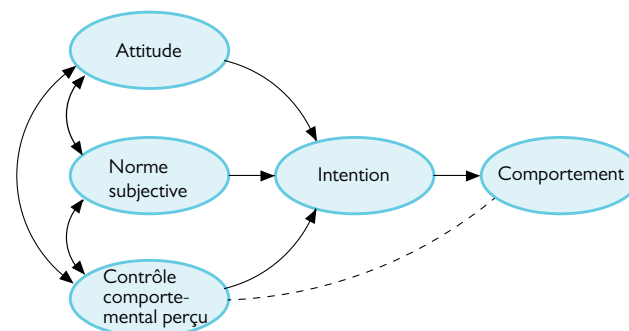 Attitude
Norme
subjective
Intention
Comportement
Contrôle
comporte-
mental perçu